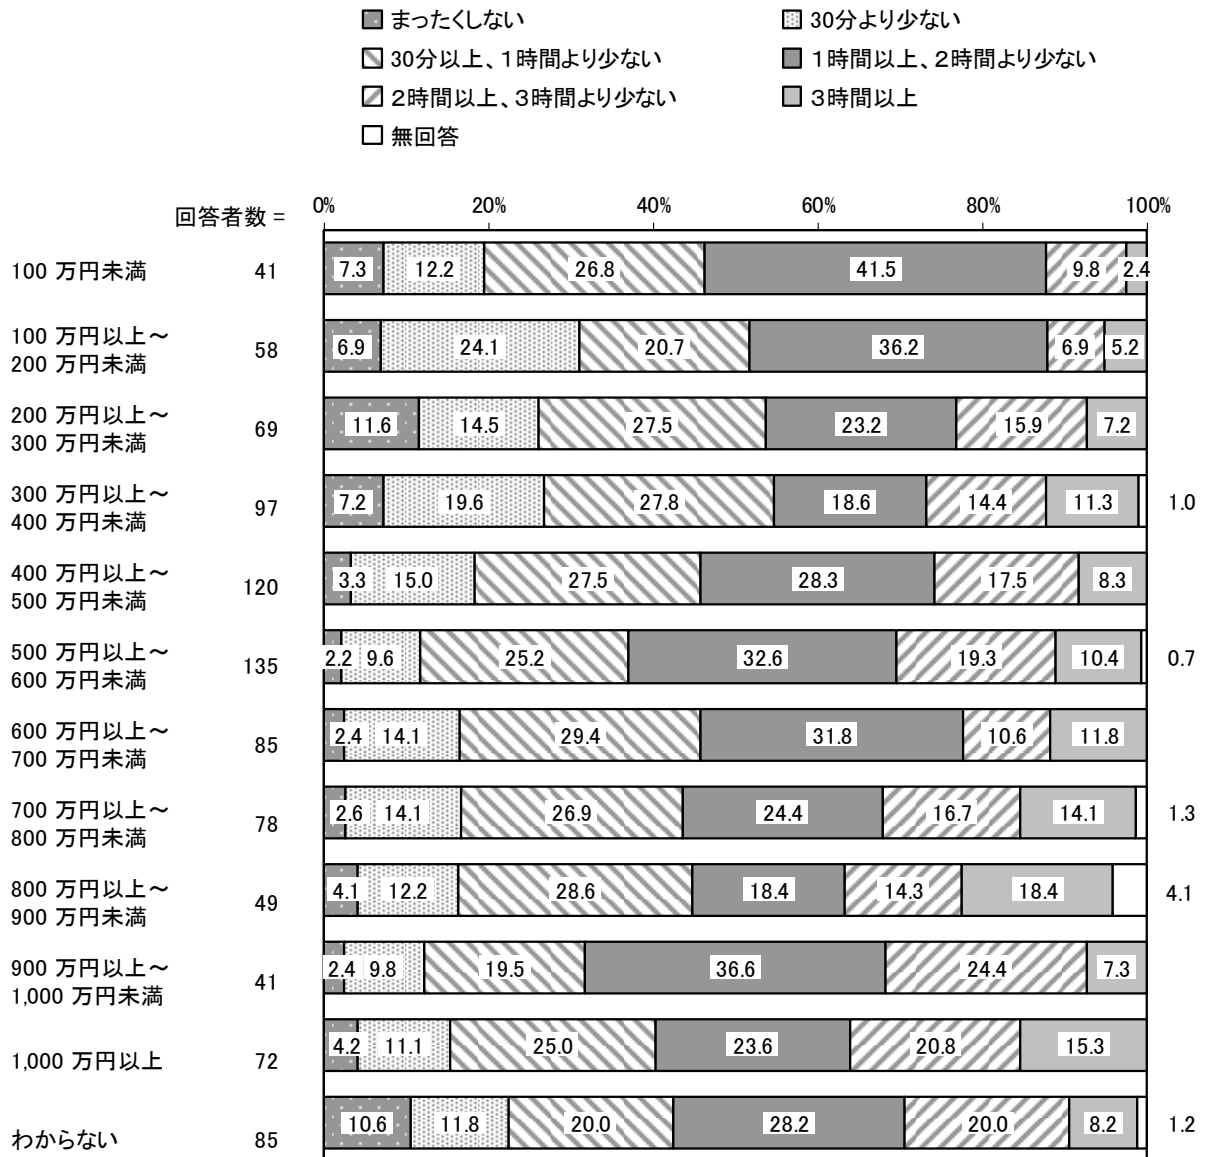 まったくしない 30分より少ない
30分以上、1時間より少ない 1時間以上、2時間より少ない
2時間以上、3時間より少ない 3時間以上
無回答
回答者数 = 0% 20% 40% 60% 80% 100%
100 万円未満 41 7.3 12.2 26.8 41.5 9.8 2.4
100 万円以上～
200 万円未満 58 6.9 24.1 20.7 36.2 6.9 5.2
200 万円以上～
300 万円未満 69 11.6 14.5 27.5 23.2 15.9 7.2
300 万円以上～
400 万円未満 97 7.2 19.6 27.8 18.6 14.4 11.3 1.0
400 万円以上～
500 万円未満 120 3.3 15.0 27.5 28.3 17.5 8.3
500 万円以上～
600 万円未満 135 2.2 9.6 25.2 32.6 19.3 10.4 0.7
600 万円以上～
700 万円未満 85 2.4 14.1 29.4 31.8 10.6 11.8
700 万円以上～
800 万円未満 78 2.6 14.1 26.9 24.4 16.7 14.1 1.3
800 万円以上～
900 万円未満 49 4.1 12.2 28.6 18.4 14.3 18.4 4.1
900 万円以上～
1,000 万円未満 41 2.4 9.8 19.5 36.6 24.4 7.3
1,000 万円以上 72 4.2 11.1 25.0 23.6 20.8 15.3
わからない 85 10.6 11.8 20.0 28.2 20.0 8.2 1.2